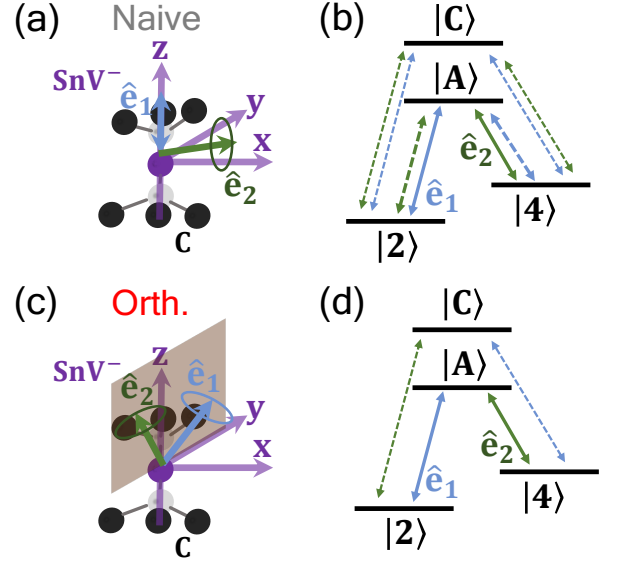 (a) Naive
z
SnV⁻
ê₁
y
x
ê₂
C
(b)
|C⟩
|A⟩
ê₂
ê₁
|4⟩
|2⟩
(c) Orth.
z
SnV⁻
ê₂
ê₁
y
x
C
(d)
|C⟩
|A⟩
ê₂
ê₁
|4⟩
|2⟩